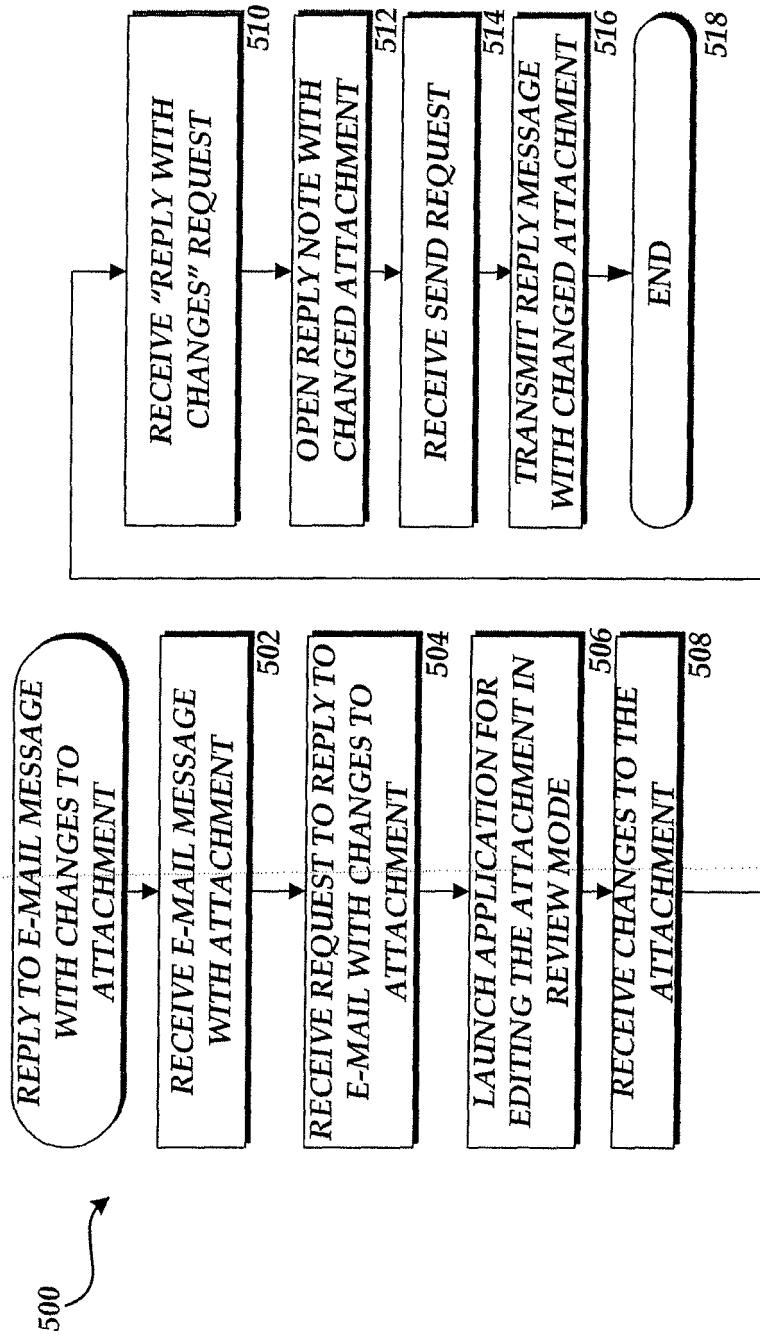 500
REPLY TO E-MAIL MESSAGE
WITH CHANGES TO
ATTACHMENT
RECEIVE E-MAIL MESSAGE
WITH ATTACHMENT
502
RECEIVE REQUEST TO REPLY TO
E-MAIL WITH CHANGES TO
ATTACHMENT
504
LAUNCH APPLICATION FOR
EDITING THE ATTACHMENT IN
REVIEW MODE
506
RECEIVE CHANGES TO THE
ATTACHMENT
508
RECEIVE “REPLY WITH
CHANGES” REQUEST
510
OPEN REPLY NOTE WITH
CHANGED ATTACHMENT
512
RECEIVE SEND REQUEST
514
TRANSMIT REPLY MESSAGE
WITH CHANGED ATTACHMENT
516
END
518